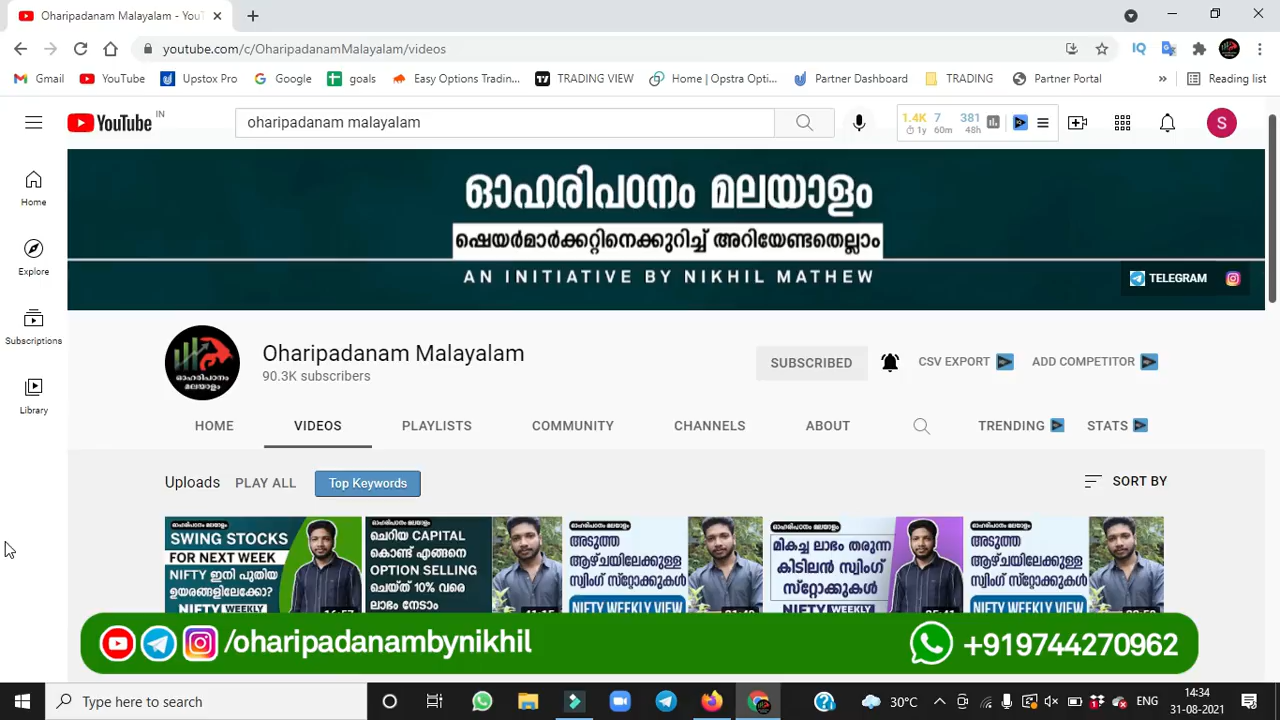 Oharipadanam Malayalam - YouT
youtube.com/c/OharipadanamMalayalam/videos
Gmail YouTube Upstox Pro Google goals Easy Options Tradin... TRADING VIEW Home | Opstra Opti... Partner Dashboard TRADING Partner Portal » Reading list
YouTube IN
oharipadanam malayalam
1.4K 7 381
1y 60m 48h
S
Home
Explore
Subscriptions
Library
ഓഹരിപഠനം മലയാളം
ഷെയർമാർക്കറ്റിനെക്കുറിച്ച് അറിയേണ്ടതെല്ലാം
AN INITIATIVE BY NIKHIL MATHEW
TELEGRAM
ഓഹരിപഠനം
മലയാളം
Oharipadanam Malayalam
90.3K subscribers
SUBSCRIBED CSV EXPORT ADD COMPETITOR
HOME VIDEOS PLAYLISTS COMMUNITY CHANNELS ABOUT TRENDING STATS
Uploads PLAY ALL Top Keywords SORT BY
ഓഹരിപഠനം മലയാളം
SWING STOCKS
FOR NEXT WEEK
NIFTY ഇനി പുതിയ
ഉയരങ്ങളിലേക്കോ?
NIFTY WEEKLY
ഓഹരിപഠനം മലയാളം
ചെറിയ CAPITAL
കൊണ്ട് എങ്ങനെ
OPTION SELLING
ചെയ്ത് 10% വരെ
ലാഭം നേടാം
ഓഹരിപഠനം മലയാളം
അടുത്ത
ആഴ്ചയിലേക്കുള്ള
സ്വിംഗ് സ്റ്റോക്കുകൾ
NIFTY WEEKLY VIEW
ഓഹരിപഠനം മലയാളം
മികച്ച ലാഭം തരുന്ന
കിടിലൻ സ്വിംഗ്
സ്റ്റോക്കുകൾ
NIFTY WEEKLY
ഓഹരിപഠനം മലയാളം
അടുത്ത
ആഴ്ചയിലേക്കുള്ള
സ്വിംഗ് സ്റ്റോക്കുകൾ
NIFTY WEEKLY VIEW
/oharipadanambynikhil +919744270962
Type here to search
30°C ENG 14:34
31-08-2021